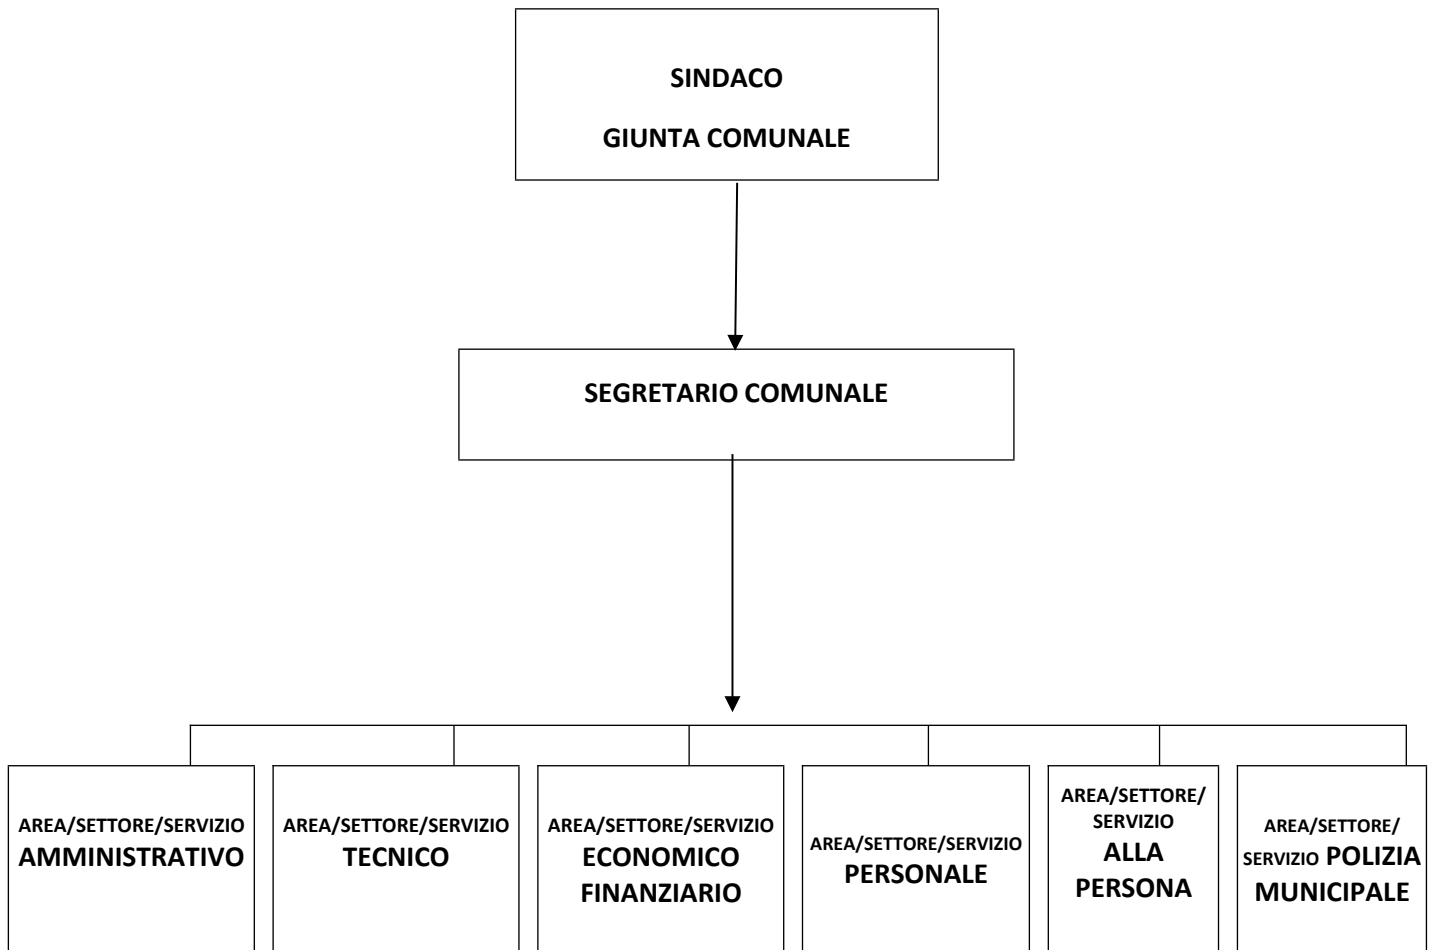 SINDACO
GIUNTA COMUNALE
SEGRETARIO COMUNALE
AREA/SETTORE/SERVIZIO
AMMINISTRATIVO
AREA/SETTORE/SERVIZIO
TECNICO
AREA/SETTORE/SERVIZIO
ECONOMICO
FINANZIARIO
AREA/SETTORE/SERVIZIO
PERSONALE
AREA/SETTORE/
SERVIZIO
ALLA
PERSONA
AREA/SETTORE/
SERVIZIO POLIZIA
MUNICIPALE